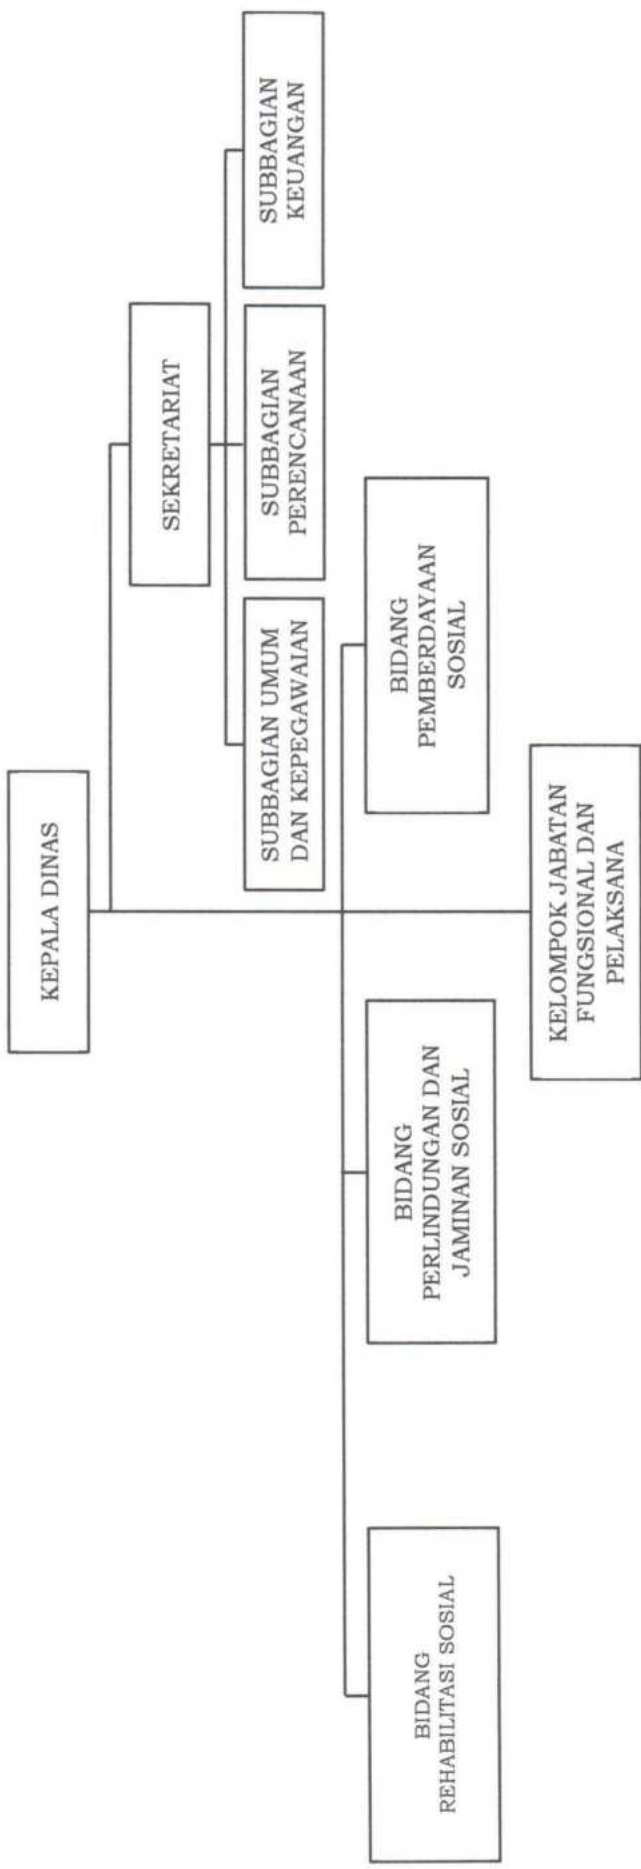 KEPALA DINAS
SEKRETARIAT
SUBBAGIAN UMUM
DAN KEPEGAWAIAN
SUBBAGIAN
PERENCANAAN
SUBBAGIAN
KEUANGAN
BIDANG
REHABILITASI SOSIAL
BIDANG
PERLINDUNGAN DAN
JAMINAN SOSIAL
BIDANG
PEMBERDAYAAN
SOSIAL
KELOMPOK JABATAN
FUNGSIONAL DAN
PELAKSANA